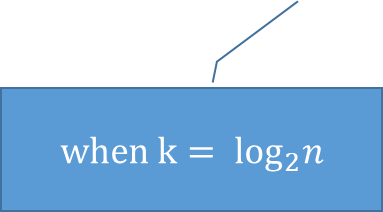 when k = log₂n